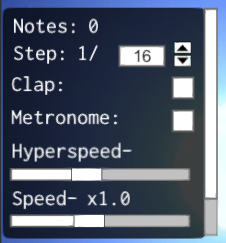 Notes: 0
Step: 1/ 16
Clap:
Metronome:
Hyperspeed-
Speed- x1.0